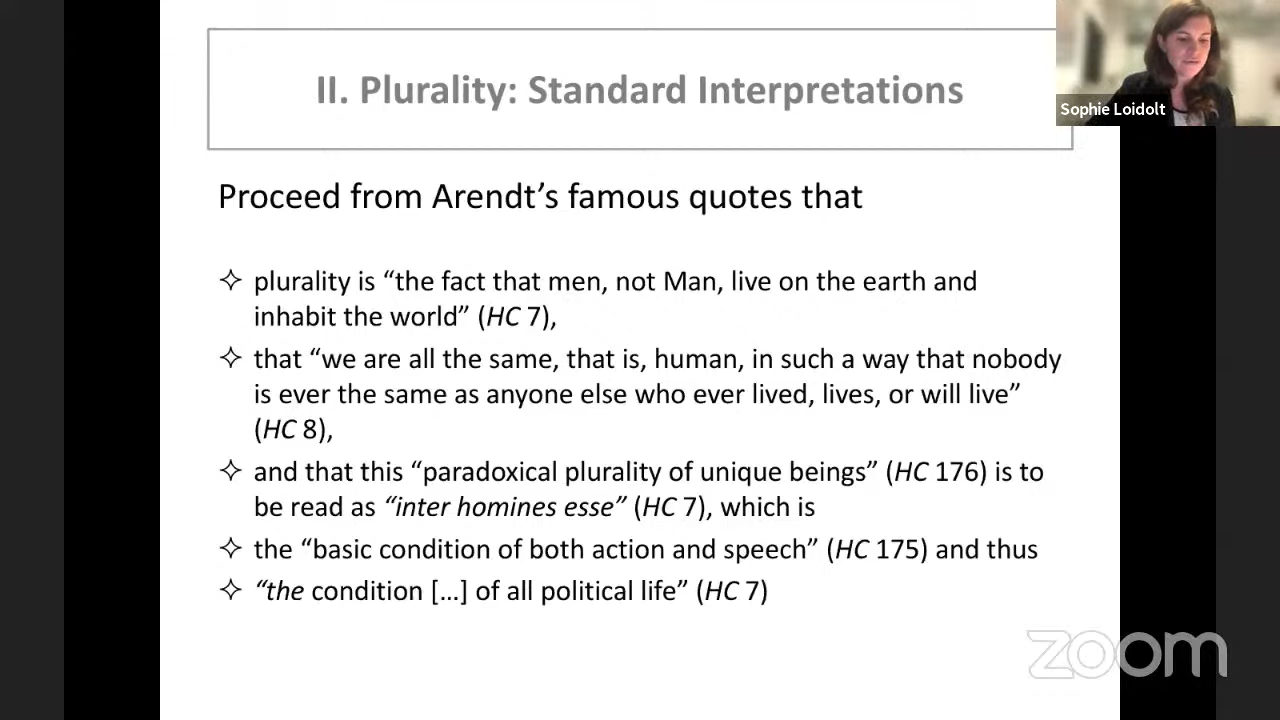 II. Plurality: Standard Interpretations
Sophie Loidolt
Proceed from Arendt’s famous quotes that
✧ plurality is “the fact that men, not Man, live on the earth and
inhabit the world” (HC 7),
✧ that “we are all the same, that is, human, in such a way that nobody
is ever the same as anyone else who ever lived, lives, or will live”
(HC 8),
✧ and that this “paradoxical plurality of unique beings” (HC 176) is to
be read as “inter homines esse” (HC 7), which is
✧ the “basic condition of both action and speech” (HC 175) and thus
✧ “the condition [...] of all political life” (HC 7)
zoom